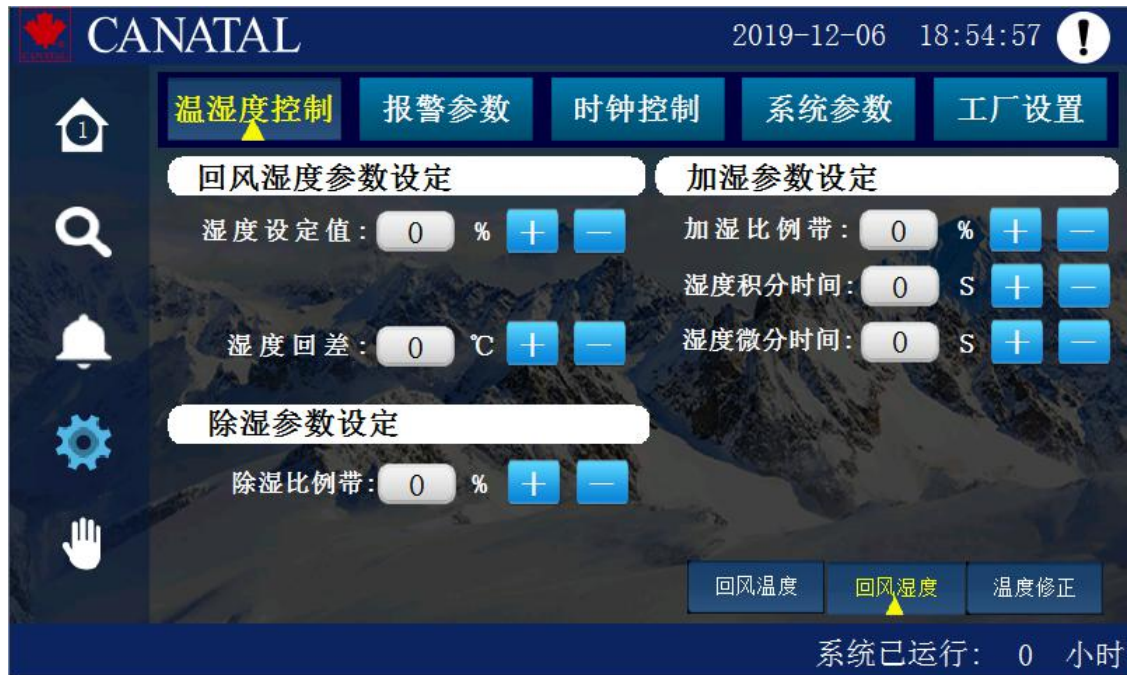 CANATAL 2019-12-06 18:54:57 !
温湿度控制 报警参数 时钟控制 系统参数 工厂设置
1
回风湿度参数设定 加湿参数设定
湿度设定值: 0 % + − 加湿比例带: 0 % + −
湿度积分时间: 0 S + −
湿度回差: 0 ℃ + − 湿度微分时间: 0 S + −
除湿参数设定
除湿比例带: 0 % + −
回风温度 回风湿度 温度修正
系统已运行: 0 小时